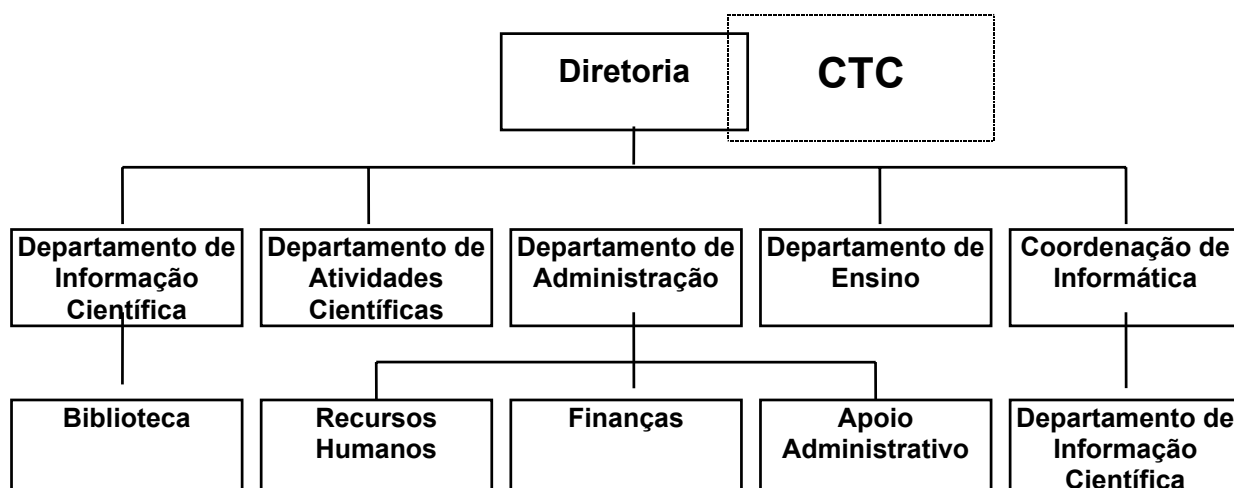 Diretoria
CTC
Departamento de
Informação
Científica
Departamento de
Atividades
Científicas
Departamento de
Administração
Departamento de
Ensino
Coordenação de
Informática
Biblioteca
Recursos
Humanos
Finanças
Apoio
Administrativo
Departamento de
Informação
Científica